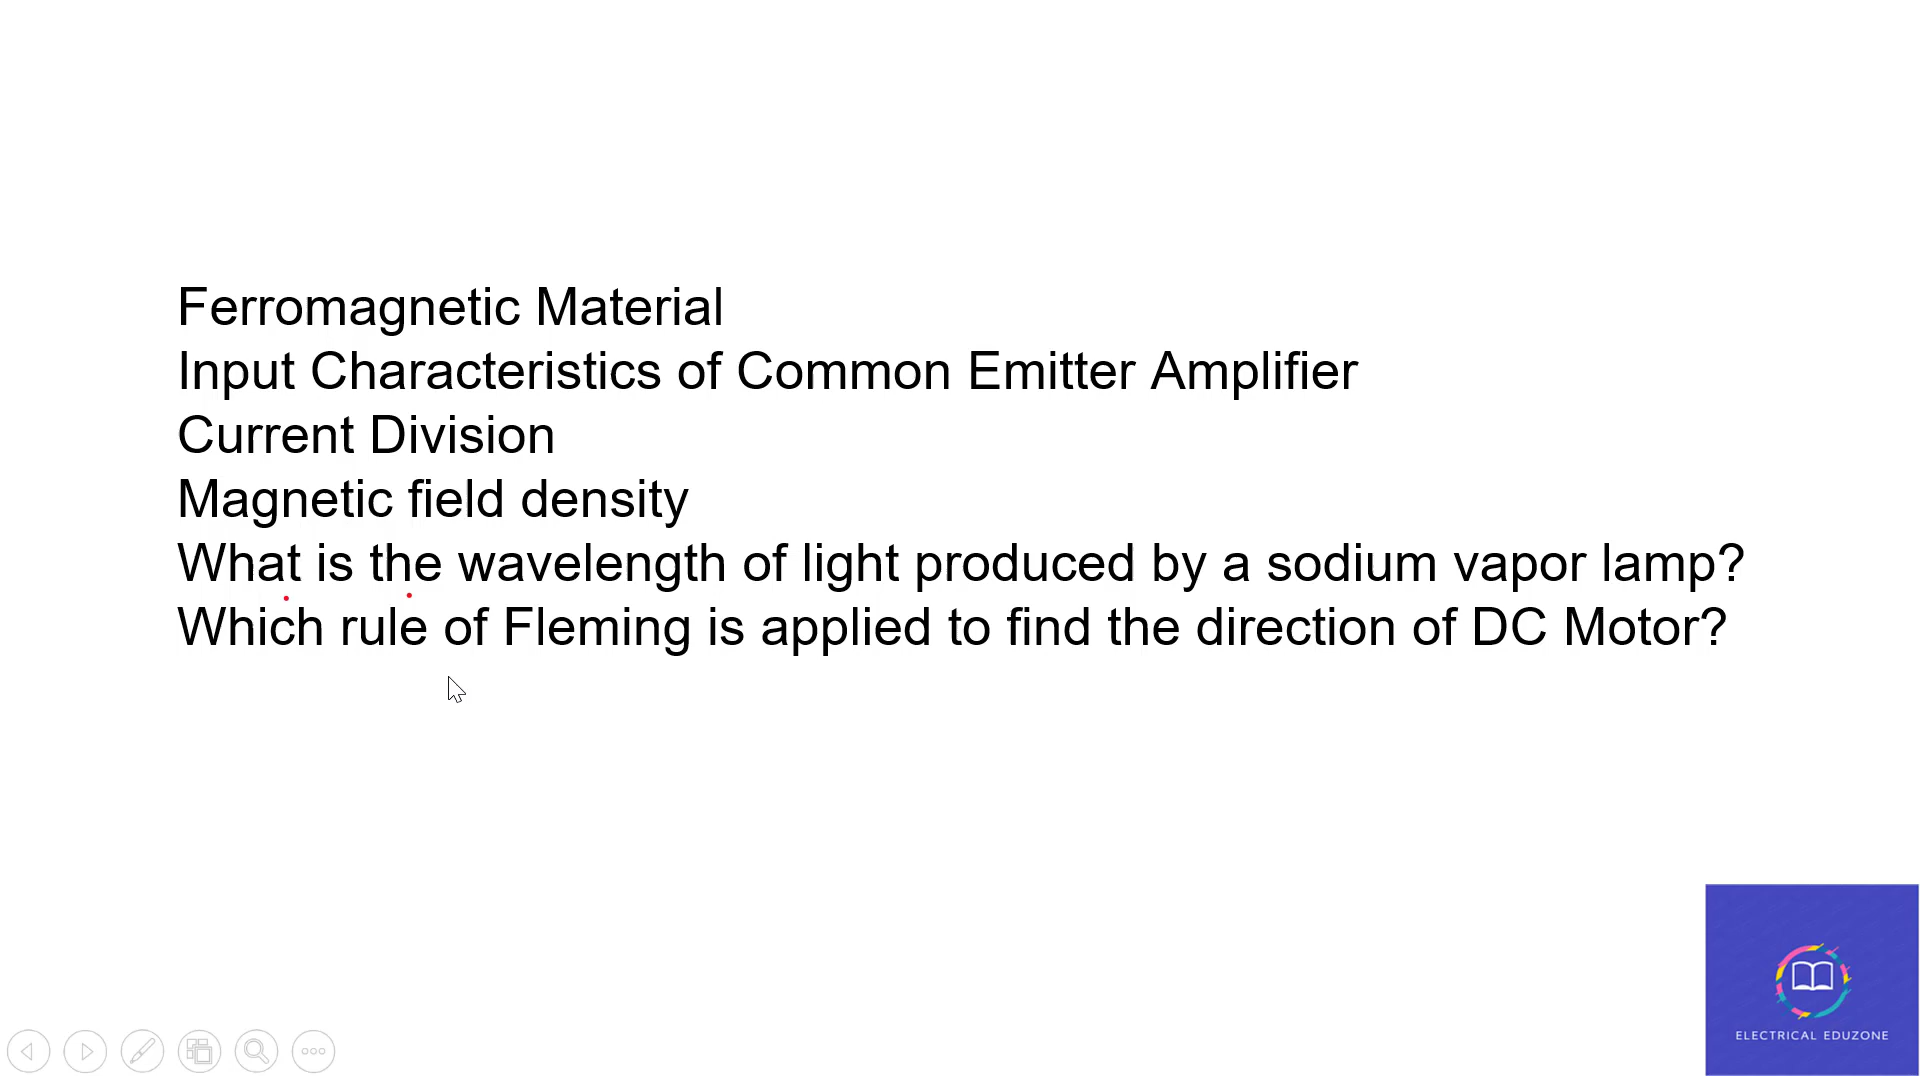 Ferromagnetic Material
Input Characteristics of Common Emitter Amplifier
Current Division
Magnetic field density
What is the wavelength of light produced by a sodium vapor lamp?
Which rule of Fleming is applied to find the direction of DC Motor?
ELECTRICAL EDUZONE